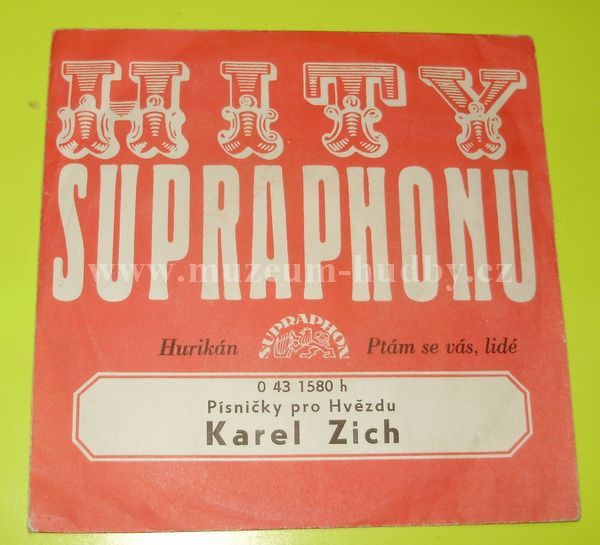 HITY
SUPRAPHONU
www.muzeum-hudby.cz
Hurikán SUPRAPHON Ptám se vás, lidé
0 43 1580 h
Písničky pro Hvězdu
Karel Zich